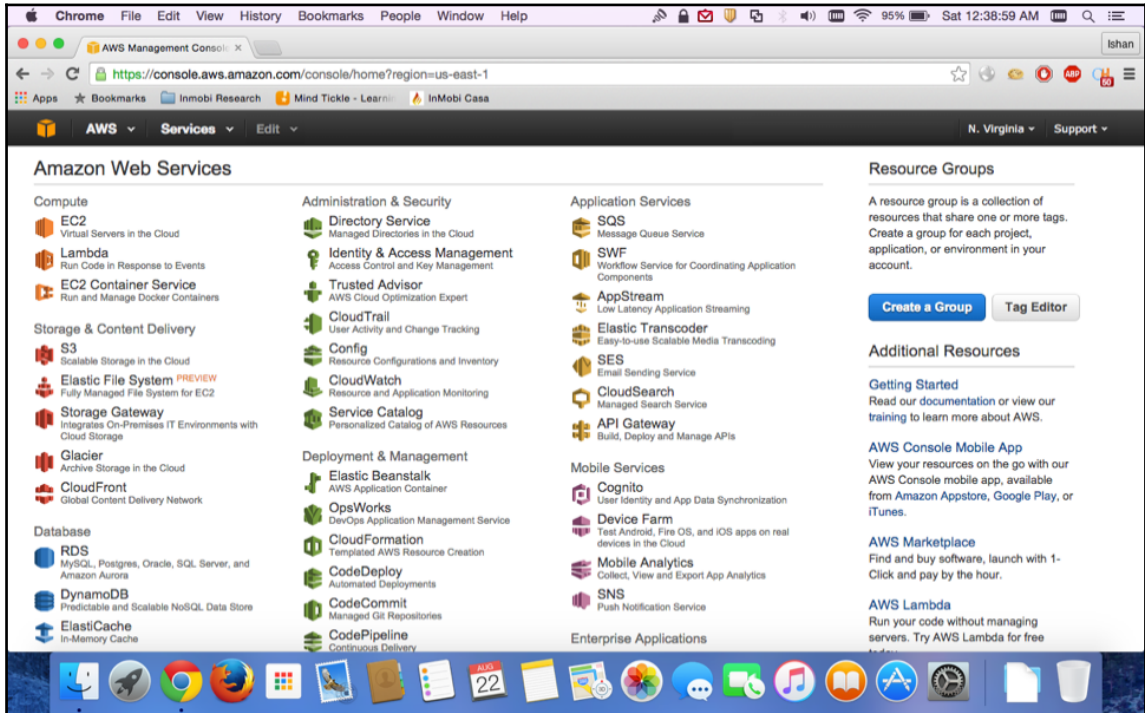 Chrome File Edit View History Bookmarks People Window Help 95% Sat 12:38:59 AM
AWS Management Consol
Ishan
https://console.aws.amazon.com/console/home?region=us-east-1
ABP
50
Apps Bookmarks Inmobi Research Mind Tickle - Learni InMobi Casa
AWS Services Edit N. Virginia Support
Amazon Web Services
Compute
EC2
Virtual Servers in the Cloud
Lambda
Run Code in Response to Events
EC2 Container Service
Run and Manage Docker Containers
Storage & Content Delivery
S3
Scalable Storage in the Cloud
Elastic File System PREVIEW
Fully Managed File System for EC2
Storage Gateway
Integrates On-Premises IT Environments with
Cloud Storage
Glacier
Archive Storage in the Cloud
CloudFront
Global Content Delivery Network
Database
RDS
MySQL, Postgres, Oracle, SQL Server, and
Amazon Aurora
DynamoDB
Predictable and Scalable NoSQL Data Store
ElastiCache
In-Memory Cache
Administration & Security
Directory Service
Managed Directories in the Cloud
Identity & Access Management
Access Control and Key Management
Trusted Advisor
AWS Cloud Optimization Expert
CloudTrail
User Activity and Change Tracking
Config
Resource Configurations and Inventory
CloudWatch
Resource and Application Monitoring
Service Catalog
Personalized Catalog of AWS Resources
Deployment & Management
Elastic Beanstalk
AWS Application Container
OpsWorks
DevOps Application Management Service
CloudFormation
Templated AWS Resource Creation
CodeDeploy
Automated Deployments
CodeCommit
Managed Git Repositories
CodePipeline
Continuous Delivery
Application Services
SQS
Message Queue Service
SWF
Workflow Service for Coordinating Application
Components
AppStream
Low Latency Application Streaming
Elastic Transcoder
Easy-to-use Scalable Media Transcoding
SES
Email Sending Service
CloudSearch
Managed Search Service
API Gateway
Build, Deploy and Manage APIs
Mobile Services
Cognito
User Identity and App Data Synchronization
Device Farm
Test Android, Fire OS, and iOS apps on real
devices in the Cloud
Mobile Analytics
Collect, View and Export App Analytics
SNS
Push Notification Service
Enterprise Applications
Resource Groups
A resource group is a collection of
resources that share one or more tags.
Create a group for each project,
application, or environment in your
account.
Create a Group Tag Editor
Additional Resources
Getting Started
Read our documentation or view our
training to learn more about AWS.
AWS Console Mobile App
View your resources on the go with our
AWS Console mobile app, available
from Amazon Appstore, Google Play, or
iTunes.
AWS Marketplace
Find and buy software, launch with 1-
Click and pay by the hour.
AWS Lambda
Run your code without managing
servers. Try AWS Lambda for free
AUG
22